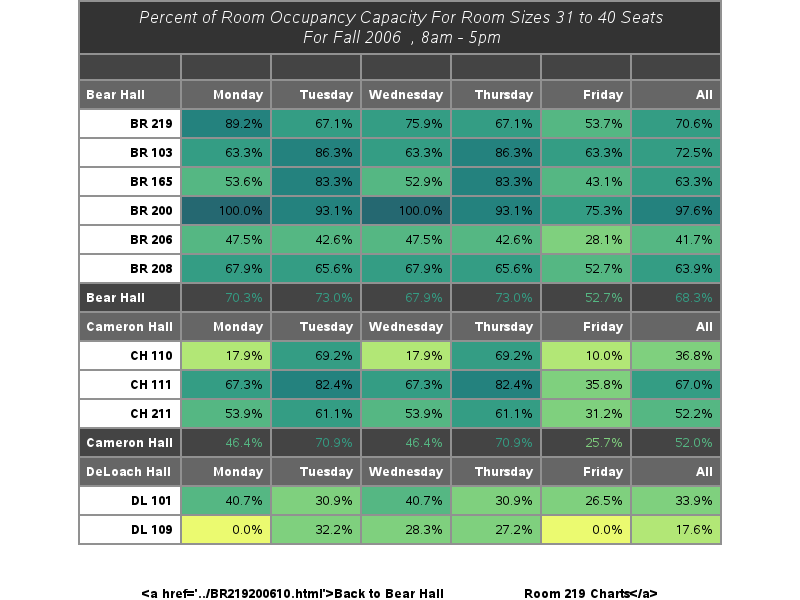 Percent of Room Occupancy Capacity For Room Sizes 31 to 40 Seats
For Fall 2006 , 8am - 5pm
Bear Hall Monday Tuesday Wednesday Thursday Friday All
BR 219 89.2% 67.1% 75.9% 67.1% 53.7% 70.6%
BR 103 63.3% 86.3% 63.3% 86.3% 63.3% 72.5%
BR 165 53.6% 83.3% 52.9% 83.3% 43.1% 63.3%
BR 200 100.0% 93.1% 100.0% 93.1% 75.3% 97.6%
BR 206 47.5% 42.6% 47.5% 42.6% 28.1% 41.7%
BR 208 67.9% 65.6% 67.9% 65.6% 52.7% 63.9%
Bear Hall 70.3% 73.0% 67.9% 73.0% 52.7% 68.3%
Cameron Hall Monday Tuesday Wednesday Thursday Friday All
CH 110 17.9% 69.2% 17.9% 69.2% 10.0% 36.8%
CH 111 67.3% 82.4% 67.3% 82.4% 35.8% 67.0%
CH 211 53.9% 61.1% 53.9% 61.1% 31.2% 52.2%
Cameron Hall 46.4% 70.9% 46.4% 70.9% 25.7% 52.0%
DeLoach Hall Monday Tuesday Wednesday Thursday Friday All
DL 101 40.7% 30.9% 40.7% 30.9% 26.5% 33.9%
DL 109 0.0% 32.2% 28.3% 27.2% 0.0% 17.6%
<a href='../BR219200610.html'>Back to Bear Hall Room 219 Charts</a>